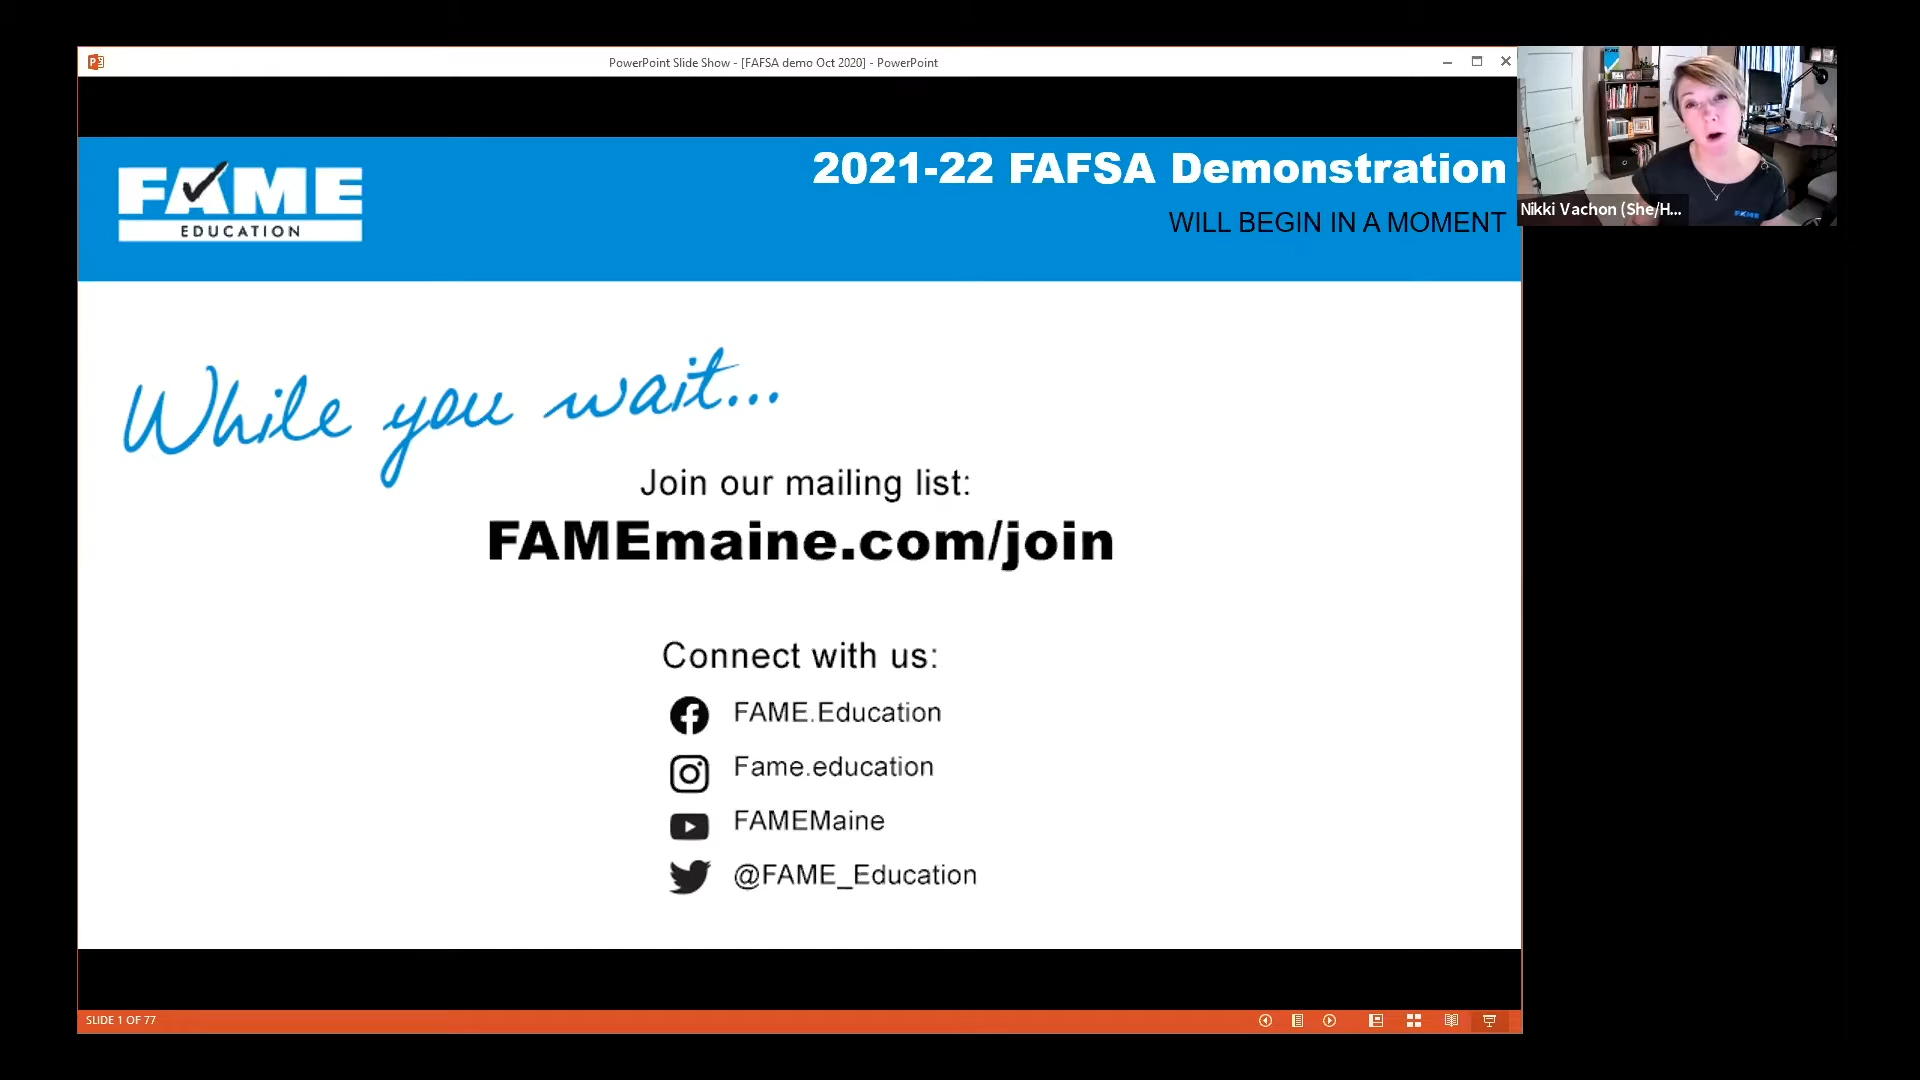 PowerPoint Slide Show - [FAFSA demo Oct 2020] - PowerPoint
FAME
EDUCATION
2021-22 FAFSA Demonstration
WILL BEGIN IN A MOMENT
Nikki Vachon (She/H...
FAME
While you wait...
Join our mailing list:
FAMEmaine.com/join
Connect with us:
FAME.Education
Fame.education
FAMEMaine
@FAME_Education
SLIDE 1 OF 77